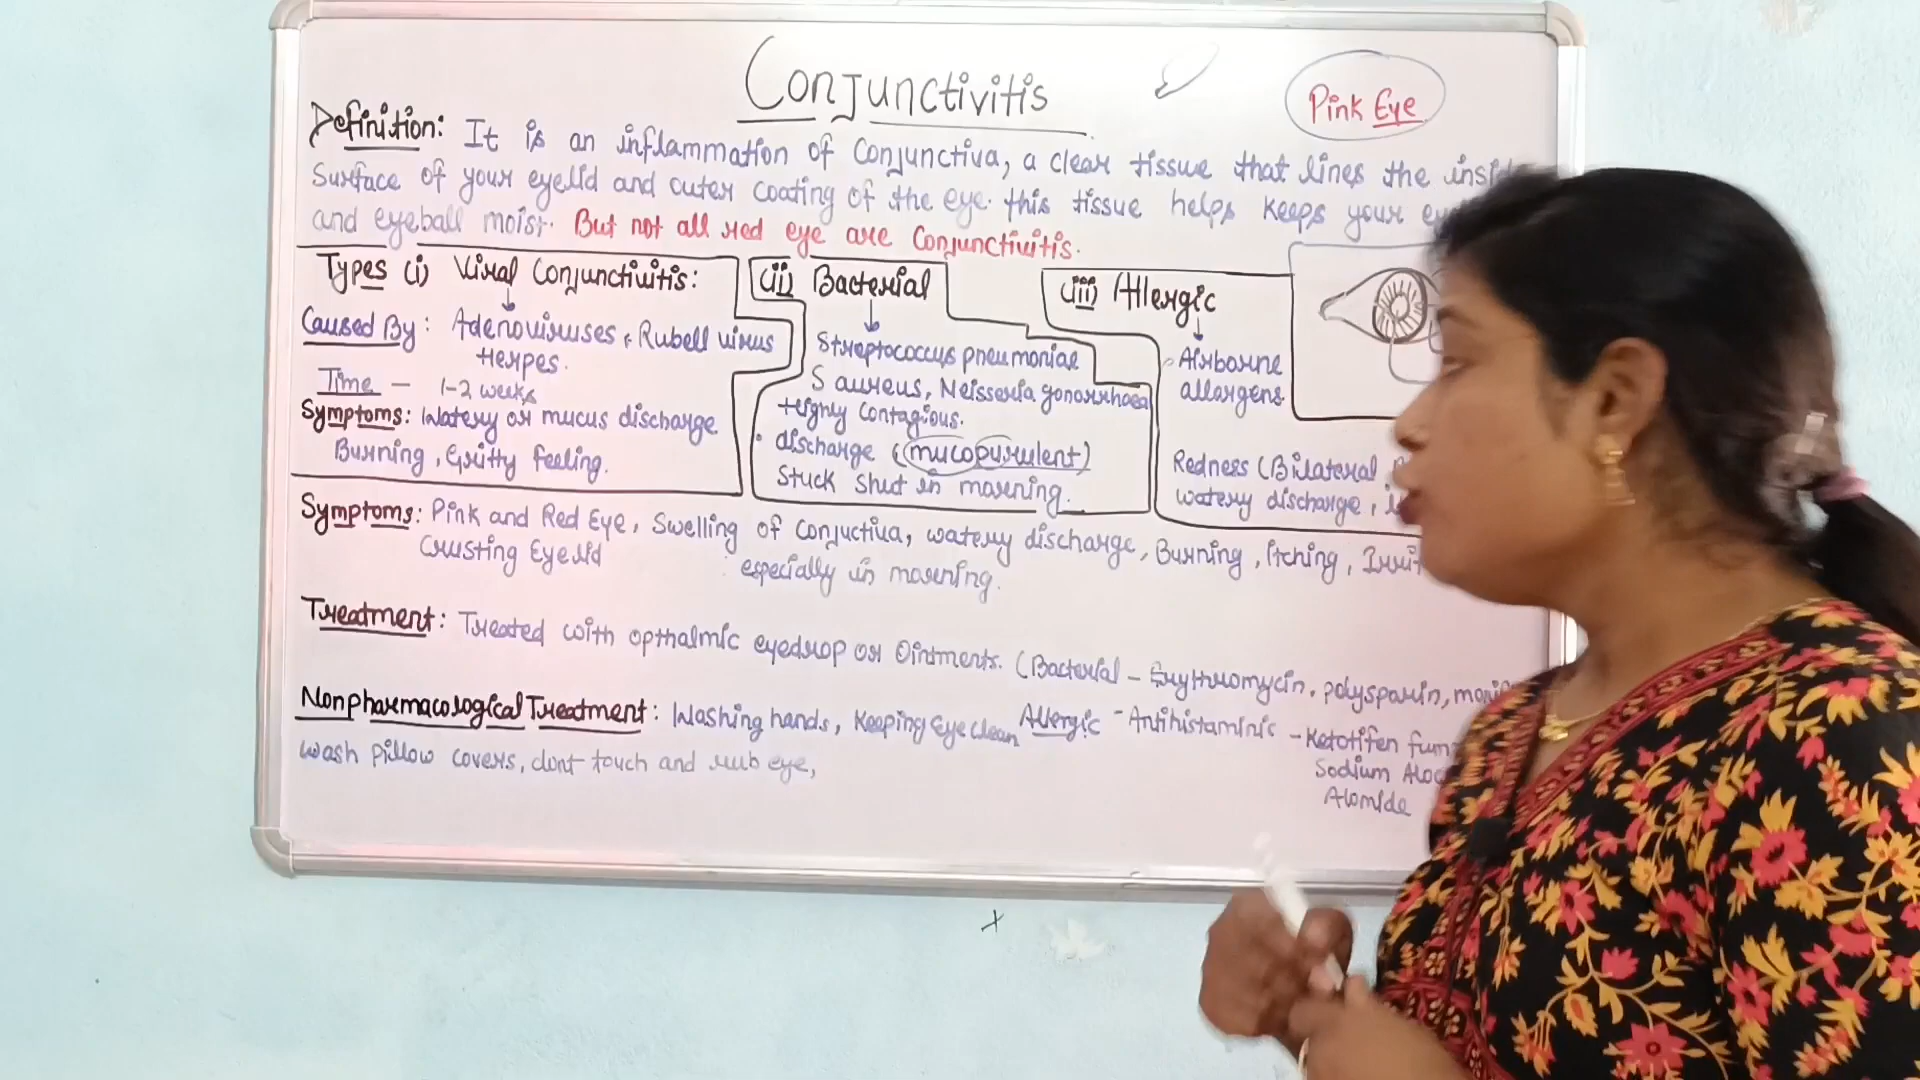 Conjunctivitis
Pink Eye
Definition: It is an inflammation of Conjunctiva, a clear tissue that lines the
Surface of your eyelid and outer coating of the eye. this tissue helps keeps your
and eyeball moist. But not all red eye are Conjunctivitis.
Types (i) Viral Conjunctivitis:
Caused By: Adenoviruses, Rubell virus
Herpes.
Time - 1-2 weeks
Symptoms: Watery or mucus discharge
Burning, Gritty feeling.
(ii) Bacterial
Streptococcus pneumoniae
S aureus, Neisseria gonorrhoea
Highly Contagious.
discharge (mucopurulent)
Stuck shut in morning.
(iii) Allergic
Airborne
allargens
Redness (Bilateral
watery discharge,
Symptoms: Pink and Red Eye, Swelling of Conjuctiva, watery discharge, Burning, Itching,
Crusting Eyelid especially in morning.
Treatment: Treated with opthalmic eyedrop or Ointments. (Bacterial - Erythromycin, polysparin,
Nonpharmacological Treatment: Washing hands, Keeping Eye clean
wash pillow covers, dont touch and rub eye,
Allergic - Antihistaminic - Ketotifen
Sodium
Alomide